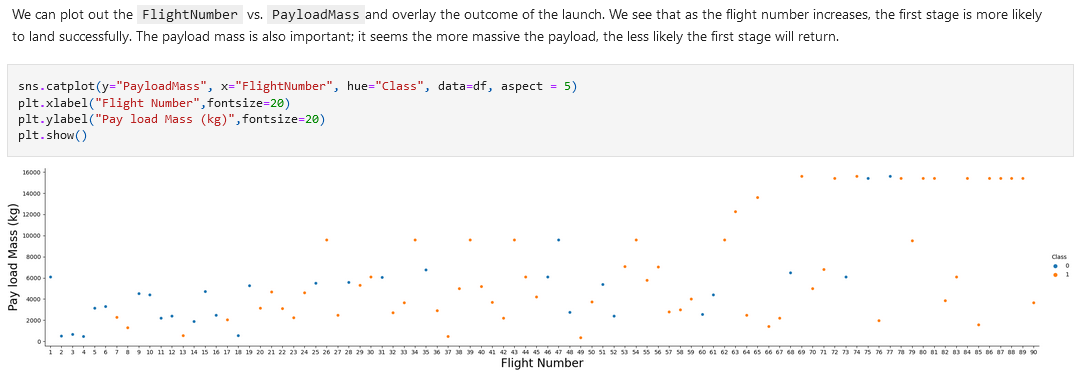 We can plot out the FlightNumber vs. PayloadMass and overlay the outcome of the launch. We see that as the flight number increases, the first stage is more likely
to land successfully. The payload mass is also important; it seems the more massive the payload, the less likely the first stage will return.
sns.catplot(y="PayloadMass", x="FlightNumber", hue="Class", data=df, aspect = 5)
plt.xlabel("Flight Number",fontsize=20)
plt.ylabel("Pay load Mass (kg)",fontsize=20)
plt.show()
Pay load Mass (kg)
16000
14000
12000
10000
8000
6000
4000
2000
0
1 2 3 4 5 6 7 8 9 10 11 12 13 14 15 16 17 18 19 20 21 22 23 24 25 26 27 28 29 30 31 32 33 34 35 36 37 38 39 40 41 42 43 44 45 46 47 48 49 50 51 52 53 54 55 56 57 58 59 60 61 62 63 64 65 66 67 68 69 70 71 72 73 74 75 76 77 78 79 80 81 82 83 84 85 86 87 88 89 90
Flight Number
Class
0
1